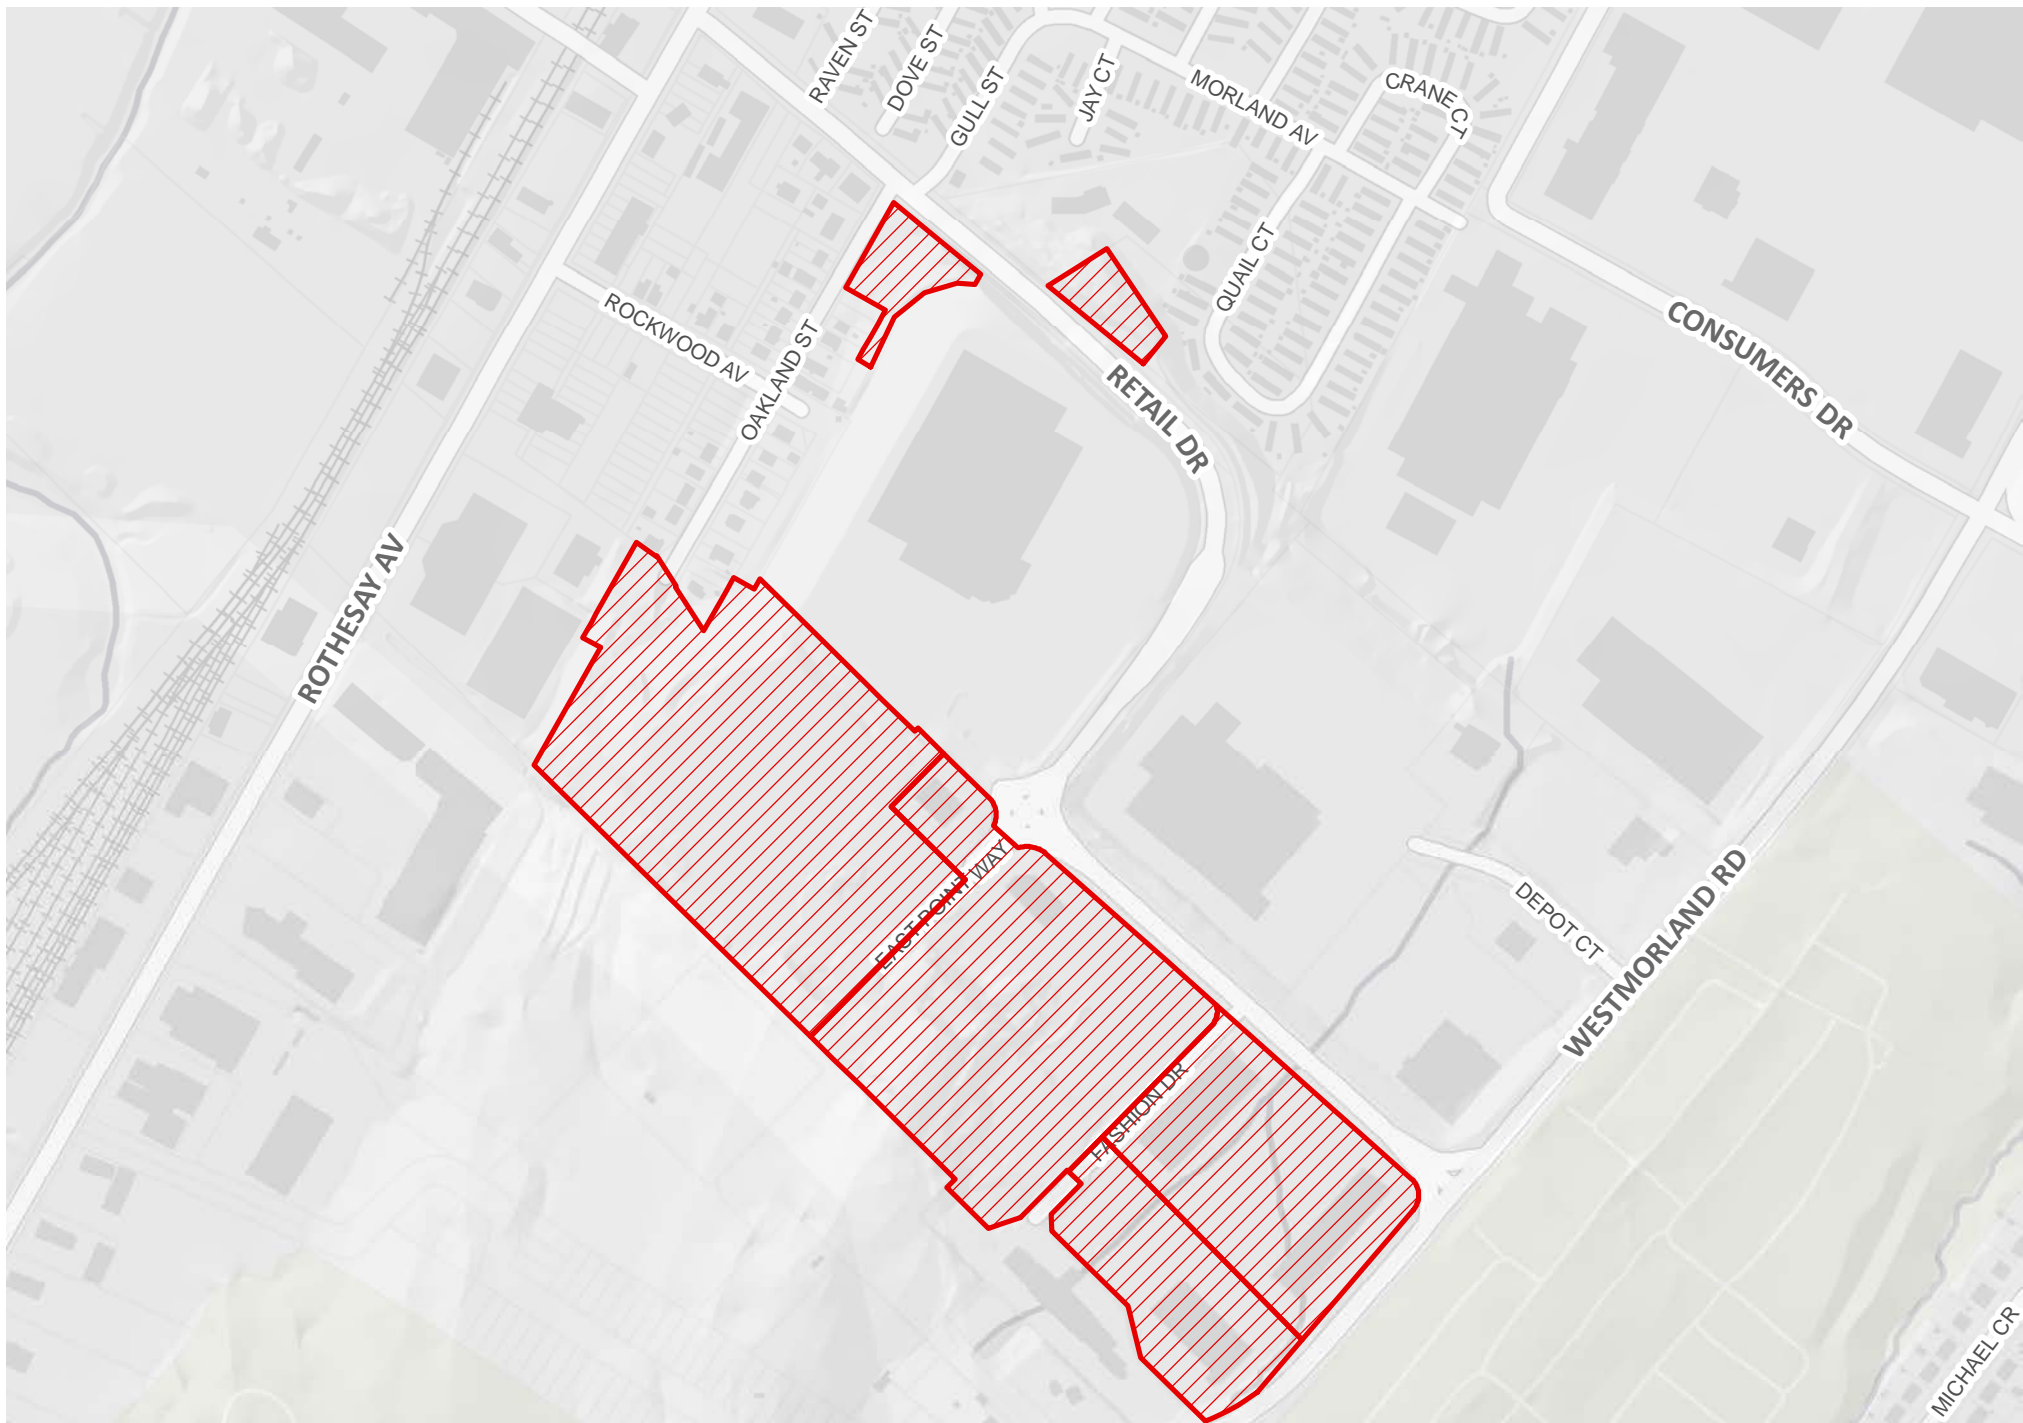 RAVEN ST
DOVE ST
GULL ST
JAY CT
MORLAND AV
CRANE CT
QUAIL CT
ROCKWOOD AV
OAKLAND ST
RETAIL DR
CONSUMERS DR
ROTHESAY AV
EAST POINT WAY
DEPOT CT
WESTMORLAND RD
FASHION DR
MICHAEL CR